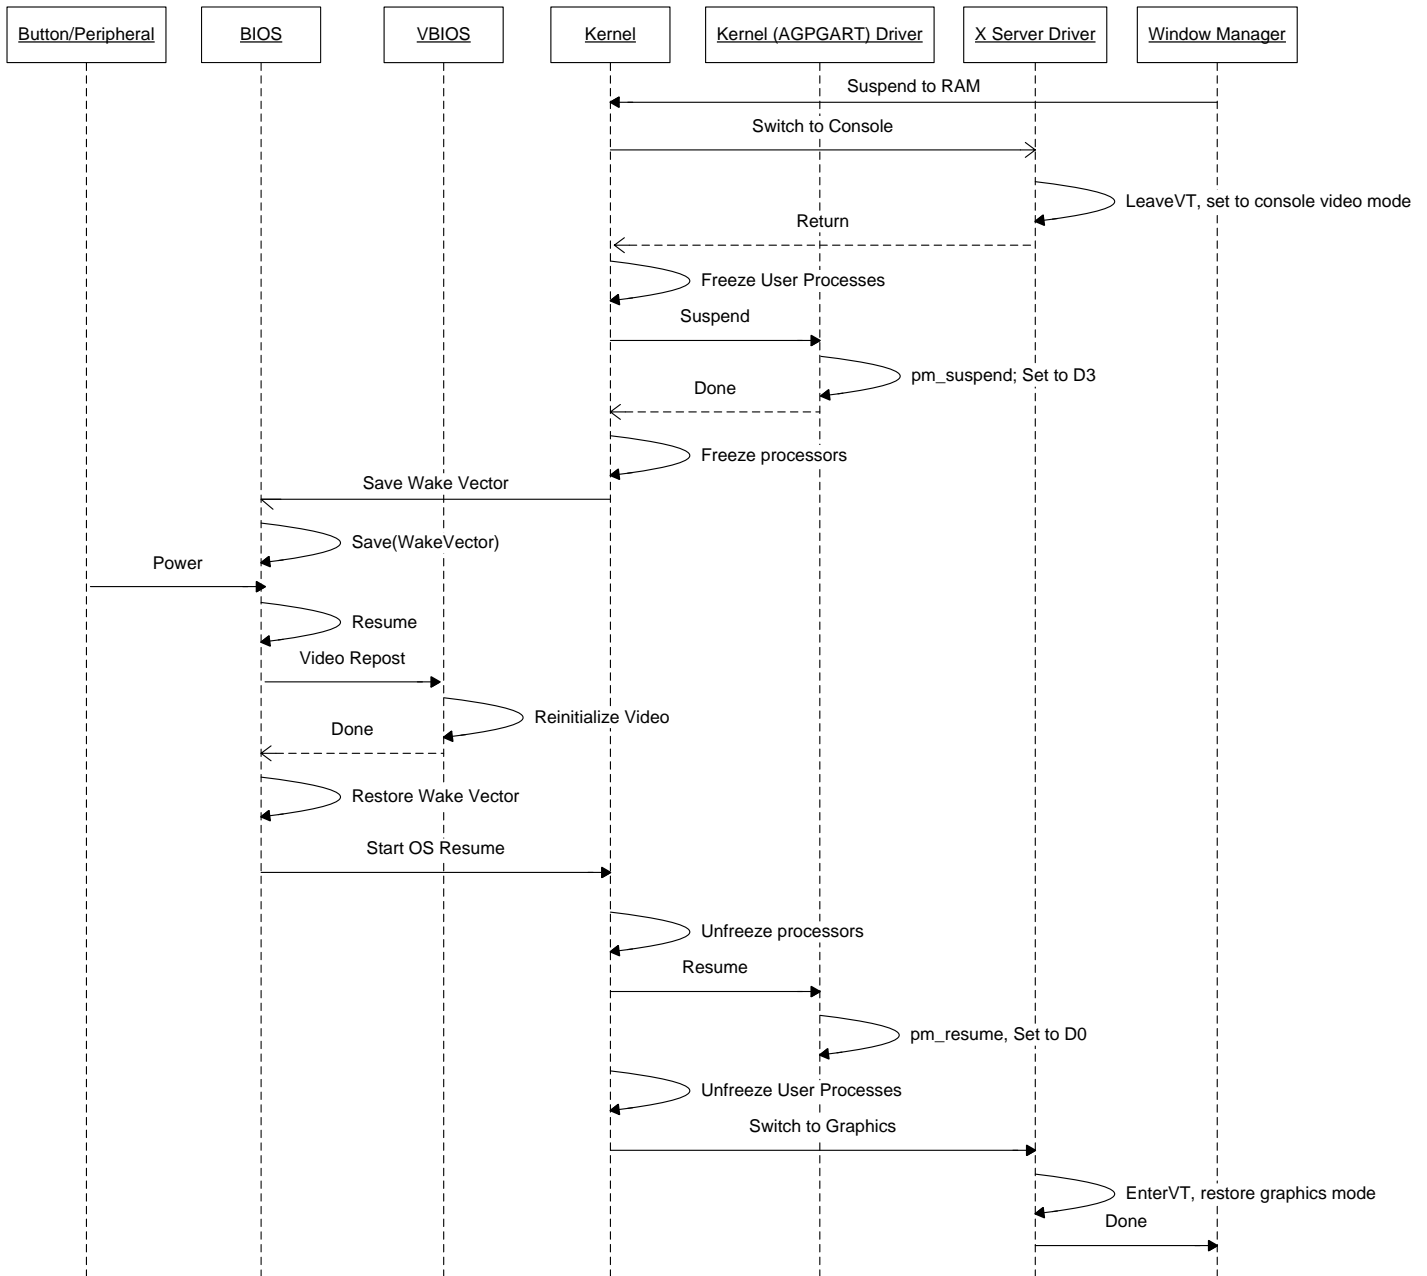 Button/Peripheral
BIOS
VBIOS
Kernel
Kernel (AGPGART) Driver
X Server Driver
Window Manager
Suspend to RAM
Switch to Console
LeaveVT, set to console video mode
Return
Freeze User Processes
Suspend
pm_suspend; Set to D3
Done
Freeze processors
Save Wake Vector
Save(WakeVector)
Power
Resume
Video Repost
Reinitialize Video
Done
Restore Wake Vector
Start OS Resume
Unfreeze processors
Resume
pm_resume, Set to D0
Unfreeze User Processes
Switch to Graphics
EnterVT, restore graphics mode
Done